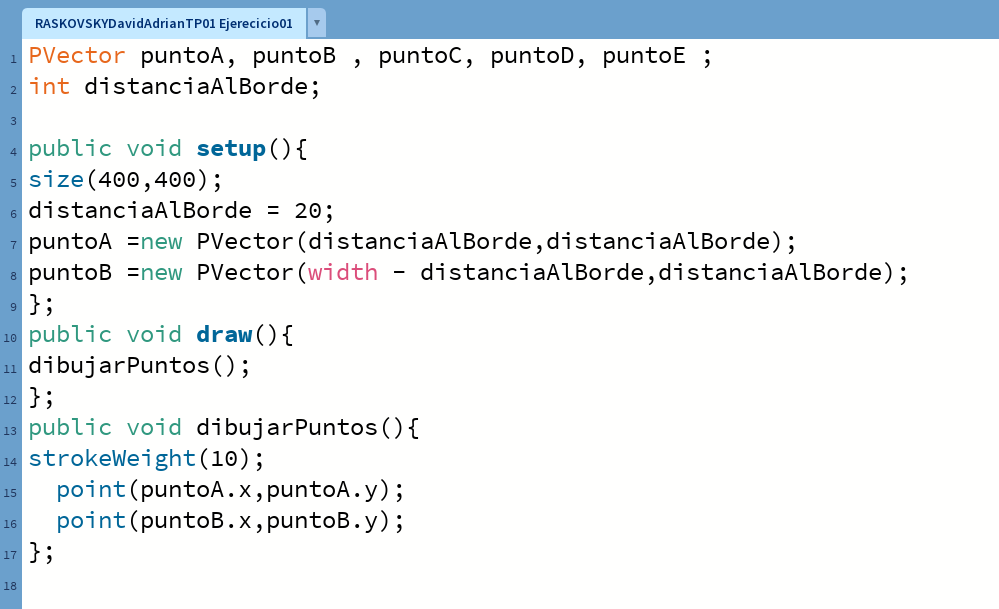 RASKOVSKYDavidAdrianTP01 Ejerecicio01 ▼
1 PVector puntoA, puntoB , puntoC, puntoD, puntoE ;
2 int distanciaAlBorde;
3
4 public void setup(){
5 size(400,400);
6 distanciaAlBorde = 20;
7 puntoA =new PVector(distanciaAlBorde,distanciaAlBorde);
8 puntoB =new PVector(width - distanciaAlBorde,distanciaAlBorde);
9 };
10 public void draw(){
11 dibujarPuntos();
12 };
13 public void dibujarPuntos(){
14 strokeWeight(10);
15   point(puntoA.x,puntoA.y);
16   point(puntoB.x,puntoB.y);
17 };
18